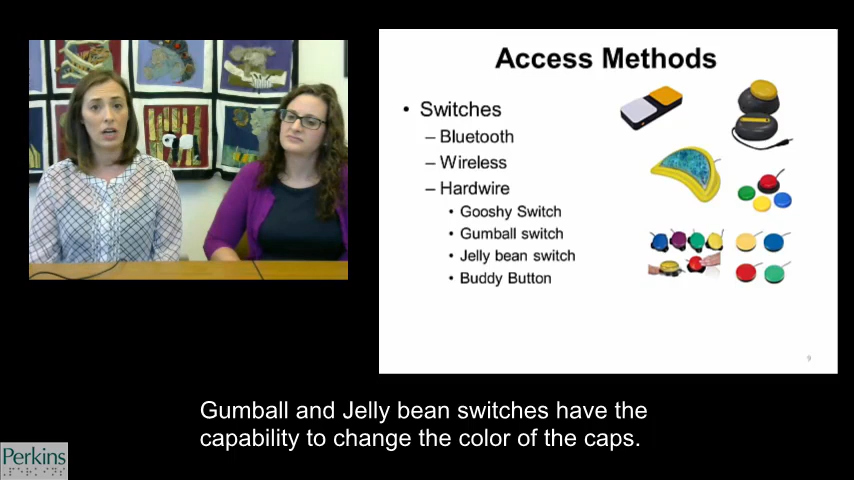 Access Methods
• Switches
– Bluetooth
– Wireless
– Hardwire
• Gooshy Switch
• Gumball switch
• Jelly bean switch
• Buddy Button
9
Gumball and Jelly bean switches have the
capability to change the color of the caps.
Perkins